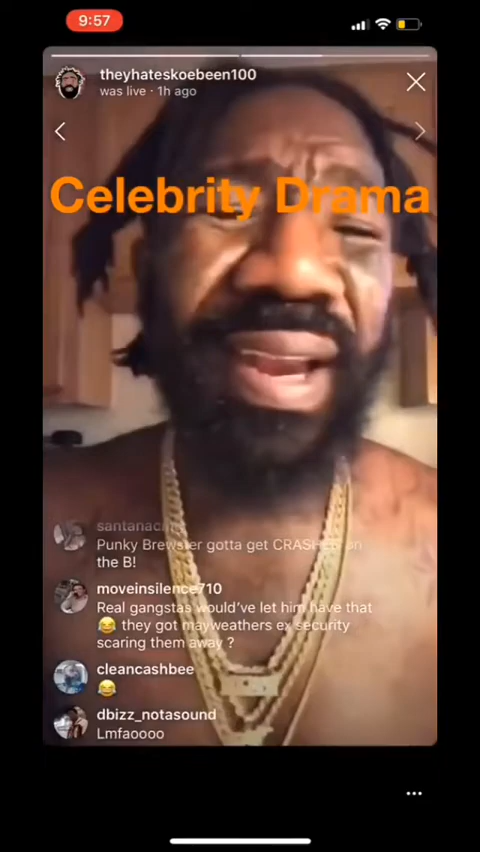 9:57
theyhateskoebeen100
was live · 1h ago
Celebrity Drama
Punky Brewster gotta get CRASHED on
the B!
moveinsilence710
Real gangstas would've let him have that
😂 they got mayweathers ex security
scaring them away ?
cleancashbee
😂
dbizz_notasound
Lmfaoooo